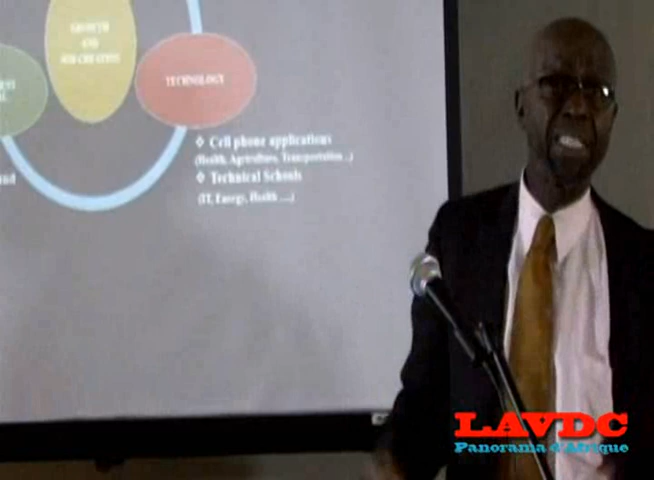 GROWTH
AND
JOB CREATION
TECHNOLOGY
❖ Cell phone applications
(Health, Agriculture, Transportation ..)
❖ Technical Schools
(IT, Energy, Health ....)
LAVDC
Panorama d'Afrique